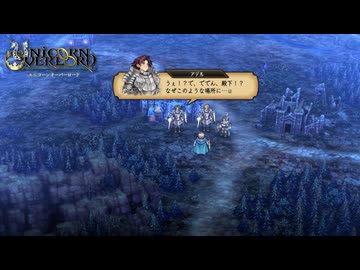 UNICORN
OVERLORD
ユニコーンオーバーロード
アデル
うぇ！？で、ででん、殿下！？
なぜこのような場所に…は